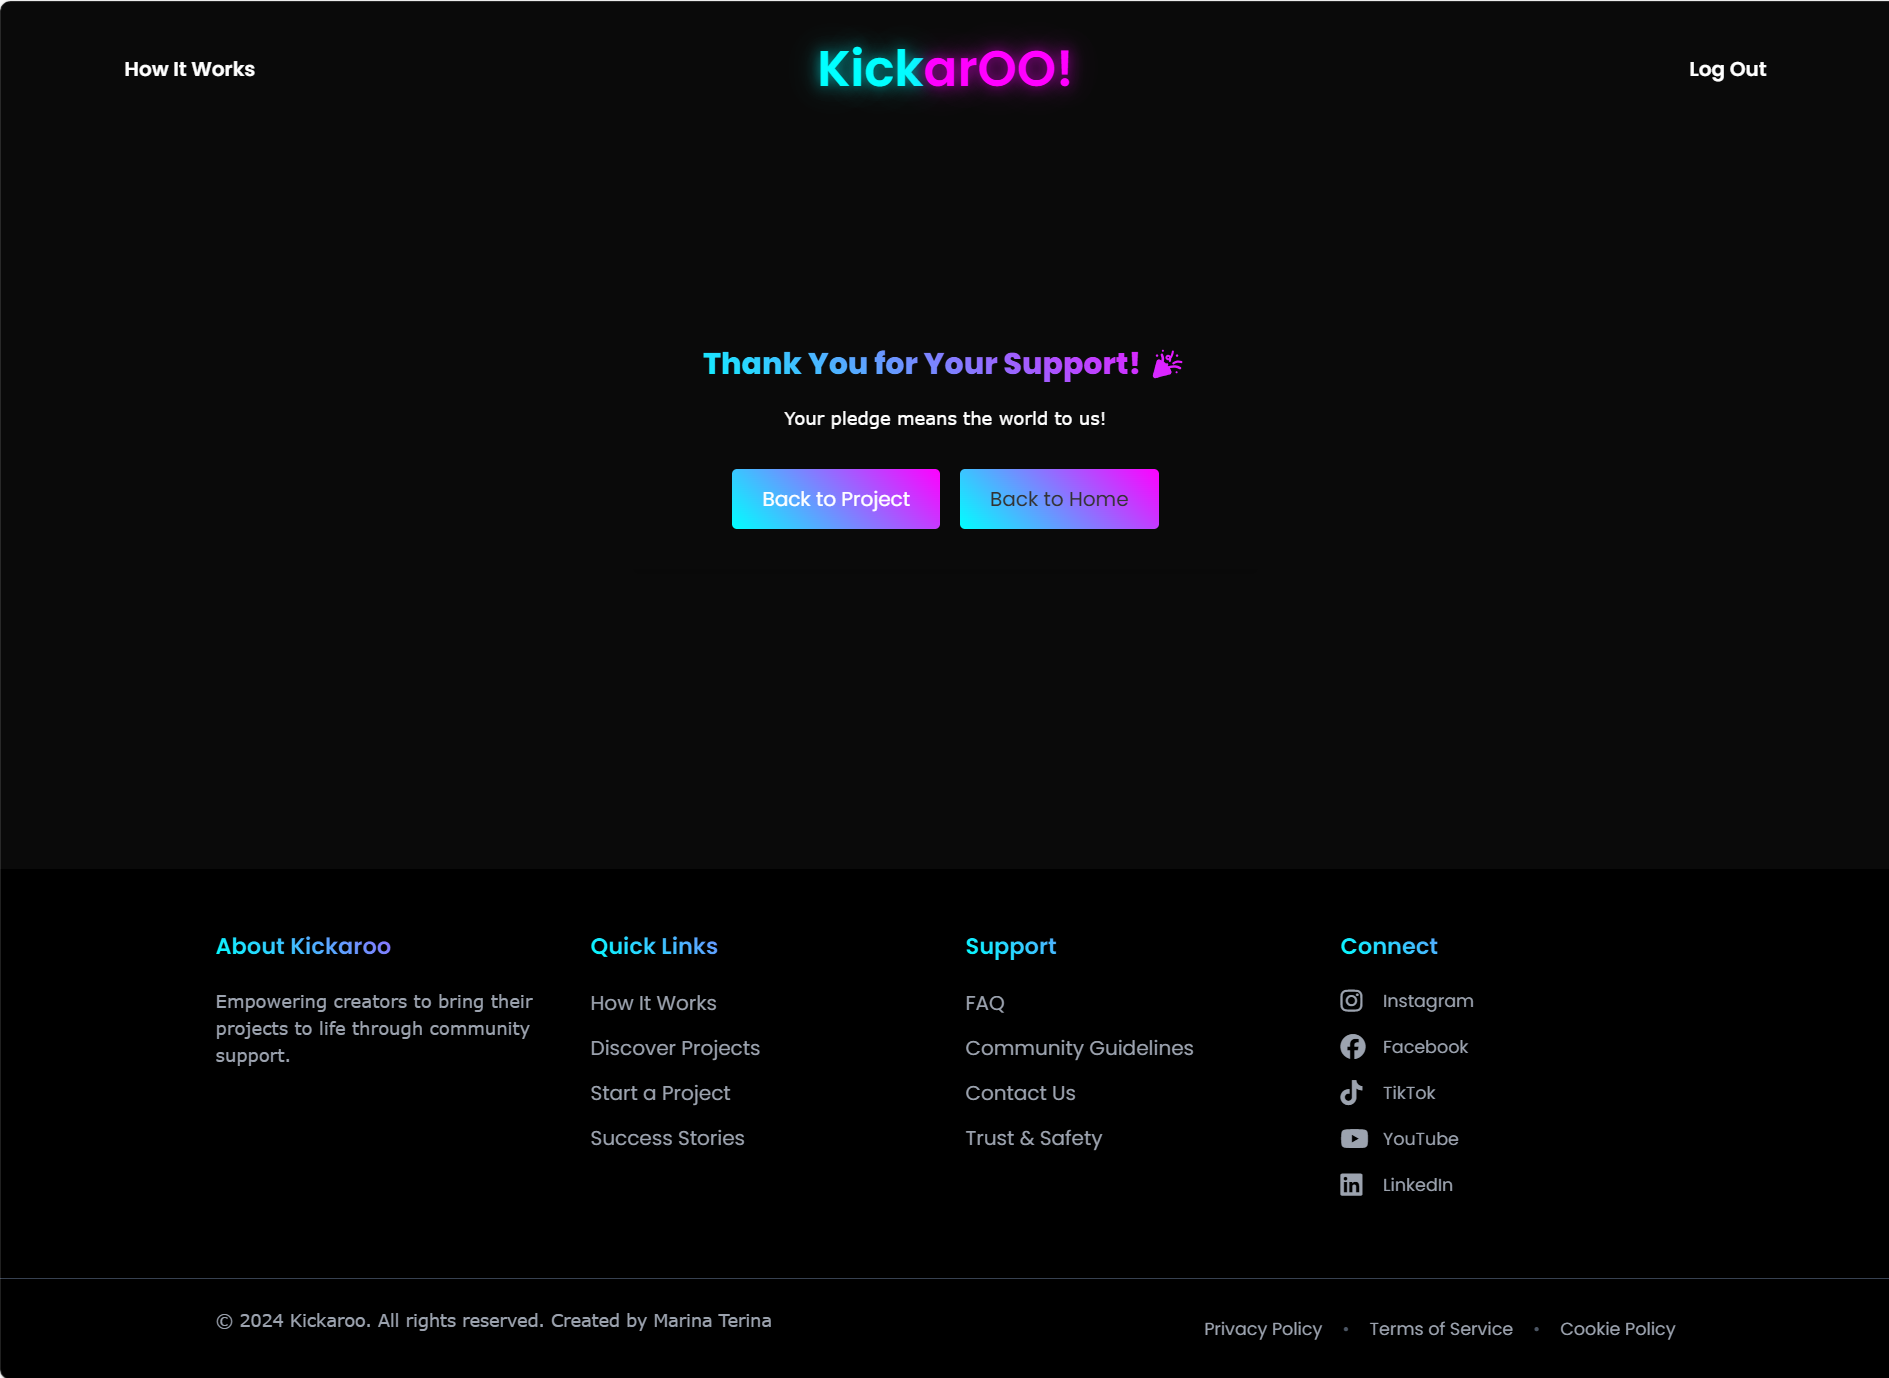 How It Works
KickarOO!
Log Out
Thank You for Your Support!
Your pledge means the world to us!
Back to Project
Back to Home
About Kickaroo
Empowering creators to bring their
projects to life through community
support.
Quick Links
How It Works
Discover Projects
Start a Project
Success Stories
Support
FAQ
Community Guidelines
Contact Us
Trust & Safety
Connect
Instagram
Facebook
TikTok
YouTube
LinkedIn
© 2024 Kickaroo. All rights reserved. Created by Marina Terina
Privacy Policy • Terms of Service • Cookie Policy